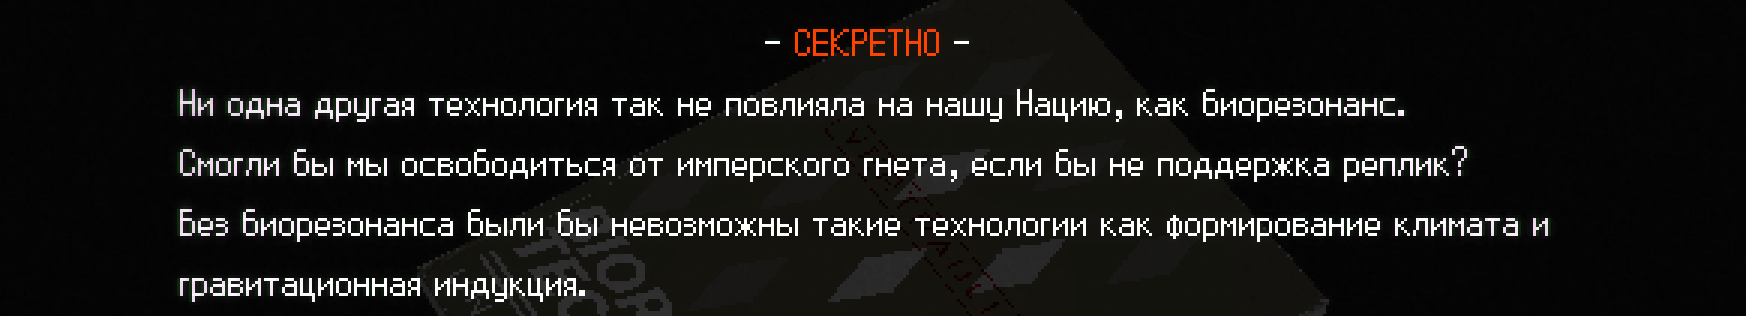 - СЕКРЕТНО -
Ни одна другая технология так не повлияла на нашу Нацию, как биорезонанс.
Смогли бы мы освободиться от имперского гнета, если бы не поддержка реплик?
Без биорезонанса были бы невозможны такие технологии как формирование климата и
гравитационная индукция.